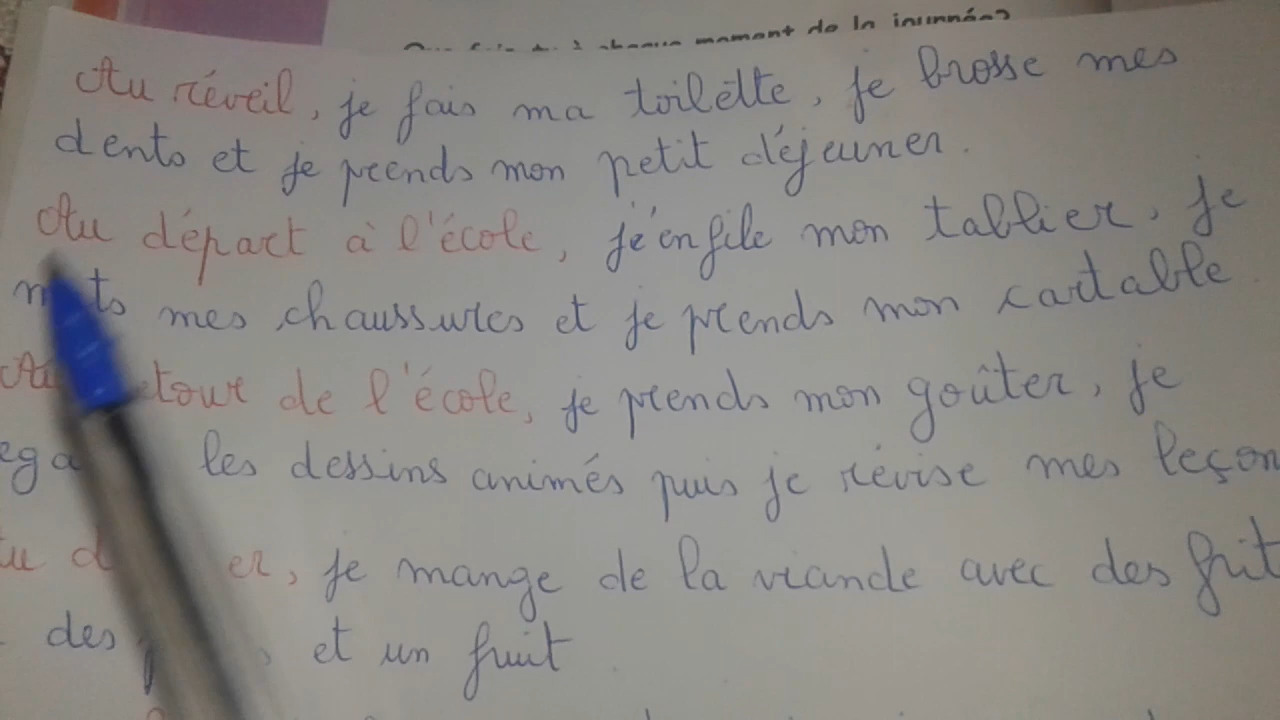 moment de la
Au réveil, je fais ma toilette, je brosse mes
dents et je prends mon petit déjeuner.
Au départ à l'école, j'enfile mon tablier, je
mes chaussures et je prends mon cartable
de l'école, je prends mon goûter, je
les dessins animés puis je révise mes leçon
je mange de la viande avec des frit
des et un fruit